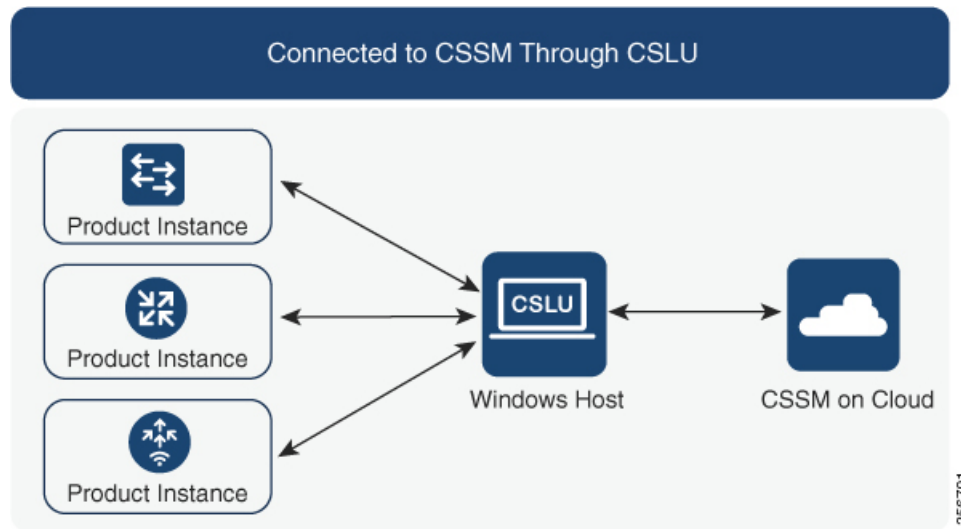 Connected to CSSM Through CSLU
Product Instance
Product Instance
Product Instance
CSLU
Windows Host
CSSM on Cloud